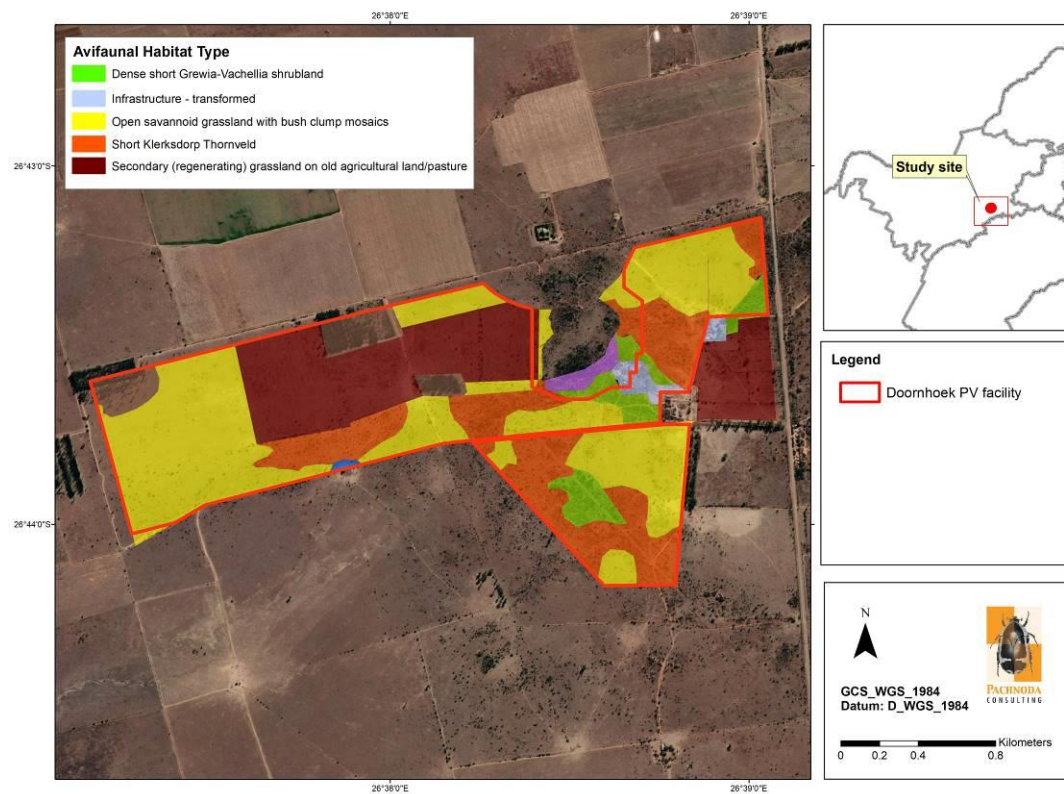 26°38'0"E
26°39'0"E
Avifaunal Habitat Type
Dense short Grewia-Vachellia shrubland
Infrastructure - transformed
Open savannoid grassland with bush clump mosaics
Short Klerksdorp Thornveld
Secondary (regenerating) grassland on old agricultural land/pasture
26°43'0"S
26°44'0"S
26°38'0"E
26°39'0"E
Study site
Legend
Doornhoek PV facility
N
GCS_WGS_1984
Datum: D_WGS_1984
PACHNODA
CONSULTING
Kilometers
0 0.2 0.4 0.8